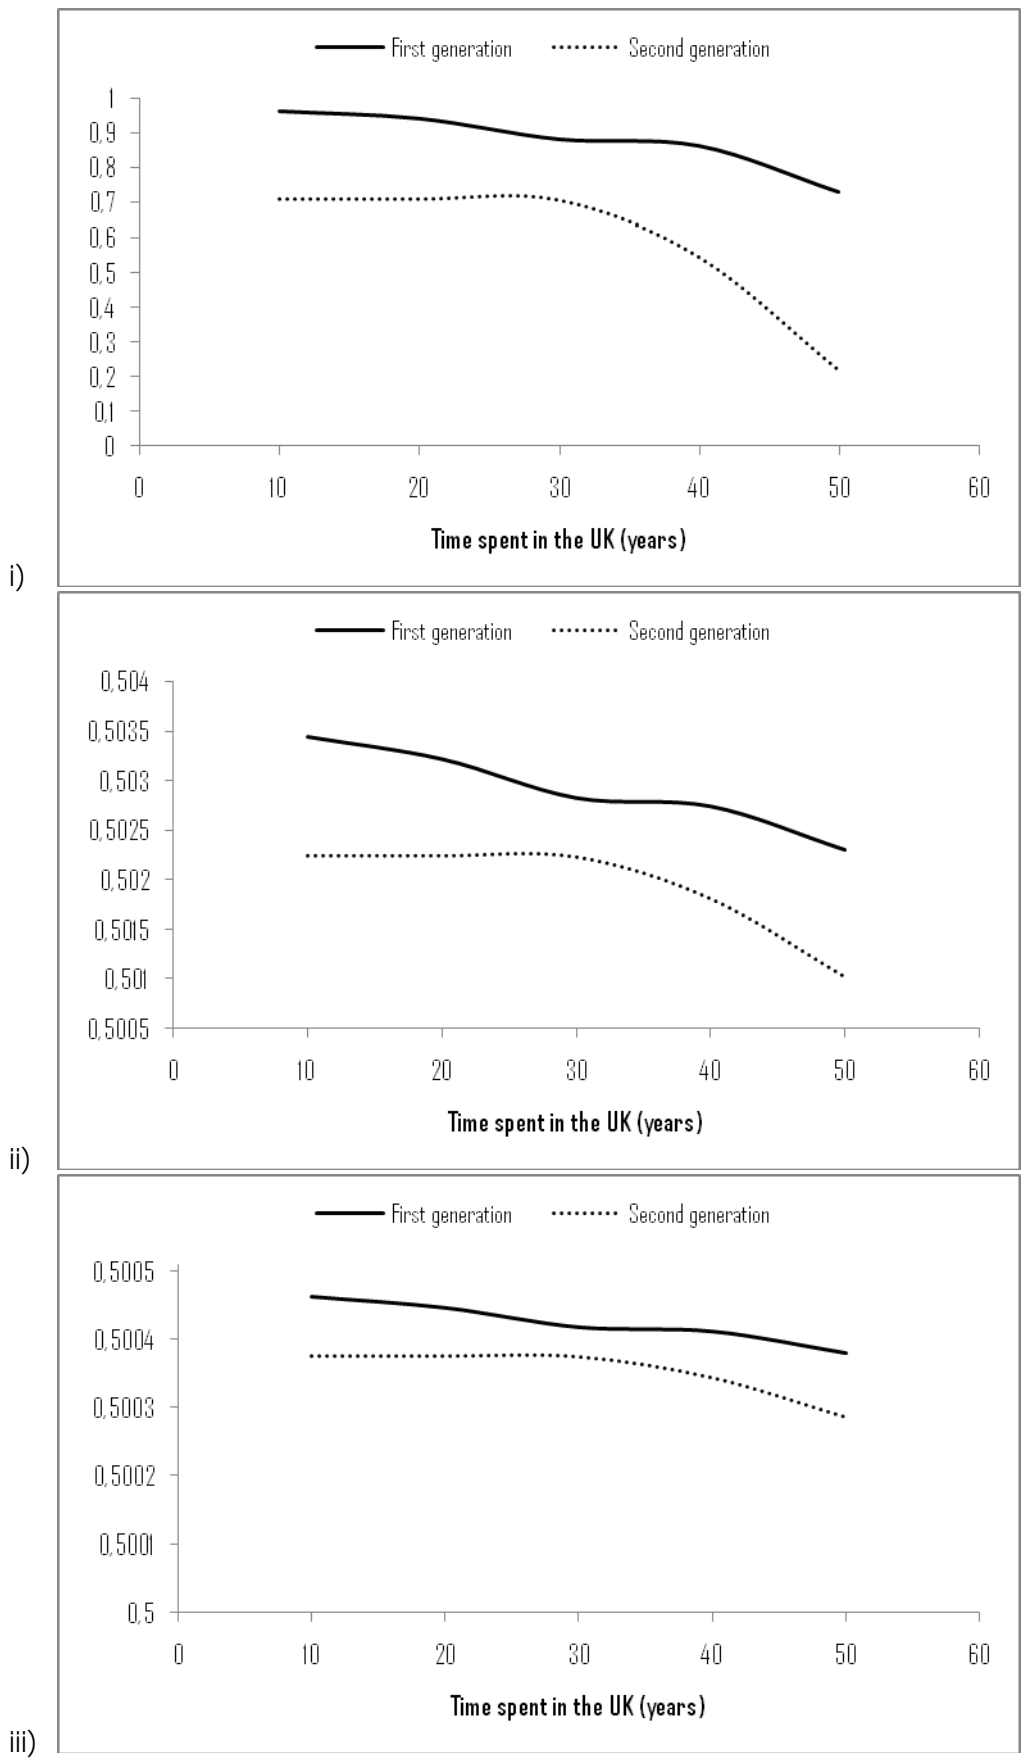 First generation Second generation
1
0,9
0,8
0,7
0,6
0,5
0,4
0,3
0,2
0,1
0
0 10 20 30 40 50 60
Time spent in the UK (years)
i)
First generation Second generation
0,504
0,5035
0,503
0,5025
0,502
0,5015
0,501
0,5005
0 10 20 30 40 50 60
Time spent in the UK (years)
ii)
First generation Second generation
0,5005
0,5004
0,5003
0,5002
0,5001
0,5
0 10 20 30 40 50 60
Time spent in the UK (years)
iii)